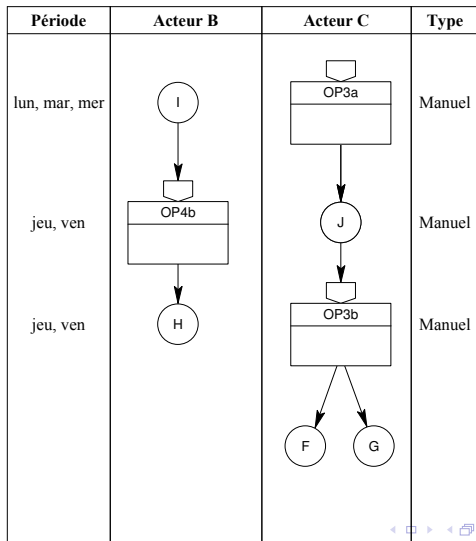 Période Acteur B Acteur C Type
OP3a
lun, mar, mer I Manuel
OP4b
jeu, ven J Manuel
OP3b
jeu, ven H Manuel
F G